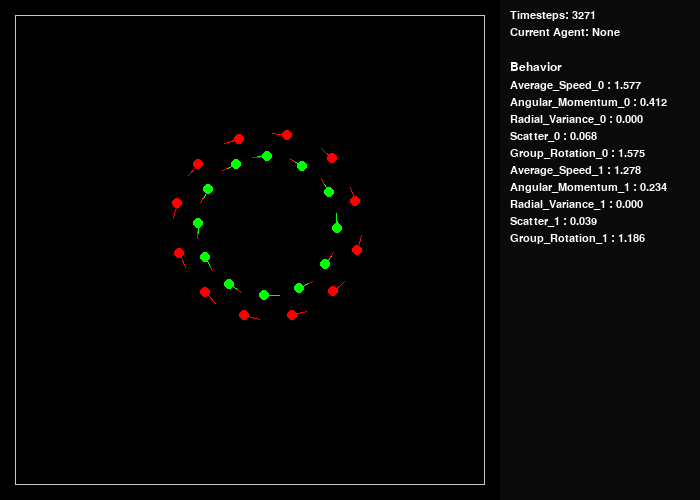 Timesteps: 3271
Current Agent: None
Behavior
Average_Speed_0 : 1.577
Angular_Momentum_0 : 0.412
Radial_Variance_0 : 0.000
Scatter_0 : 0.068
Group_Rotation_0 : 1.575
Average_Speed_1 : 1.278
Angular_Momentum_1 : 0.234
Radial_Variance_1 : 0.000
Scatter_1 : 0.039
Group_Rotation_1 : 1.186